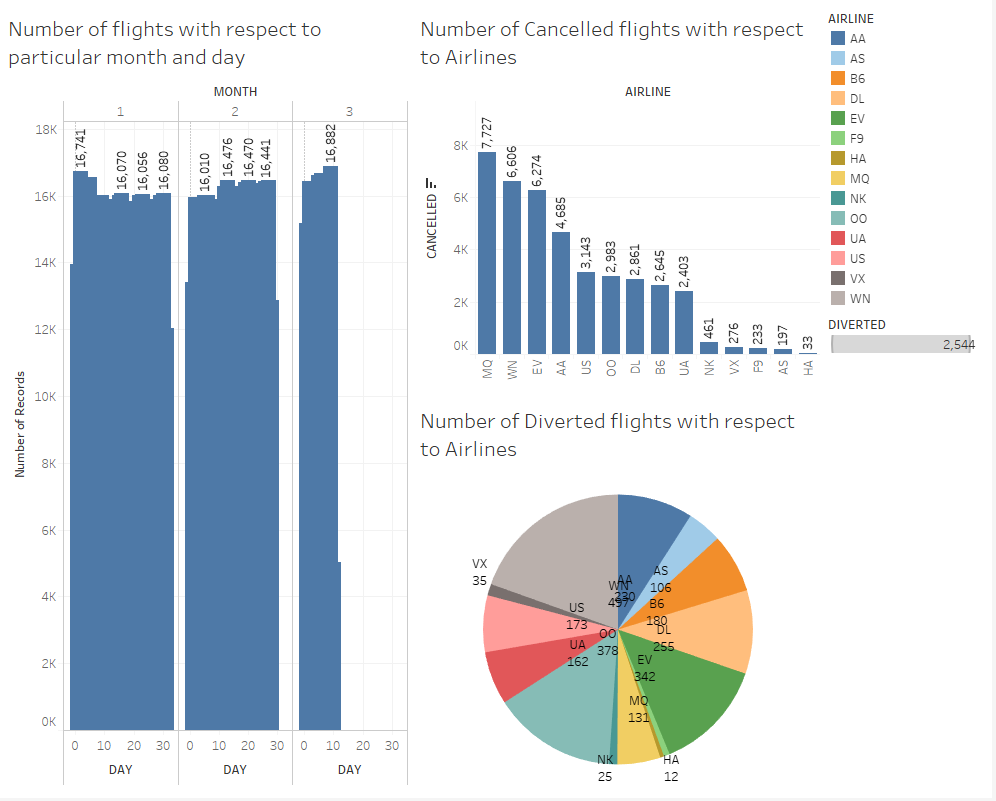 Number of flights with respect to
particular month and day
MONTH
1 2 3
18K
16K
14K
12K
10K
8K
6K
4K
2K
0K
Number of Records
16,741
16,070
16,056
16,080
16,010
16,476
16,470
16,441
16,882
0 10 20 30 0 10 20 30 0 10 20 30
DAY DAY DAY
Number of Cancelled flights with respect
to Airlines
AIRLINE
8K
6K
4K
2K
0K
CANCELLED
7,727
6,606
6,274
4,685
3,143
2,983
2,861
2,645
2,403
461
276
233
197
33
MQ WN EV AA US OO DL B6 UA NK VX F9 AS HA
Number of Diverted flights with respect
to Airlines
VX
35
AA
230
WN
497
AS
106
B6
180
US
173
OO
378
DL
255
UA
162
EV
342
MQ
131
NK
25
HA
12
AIRLINE
AA
AS
B6
DL
EV
F9
HA
MQ
NK
OO
UA
US
VX
WN
DIVERTED
2,544